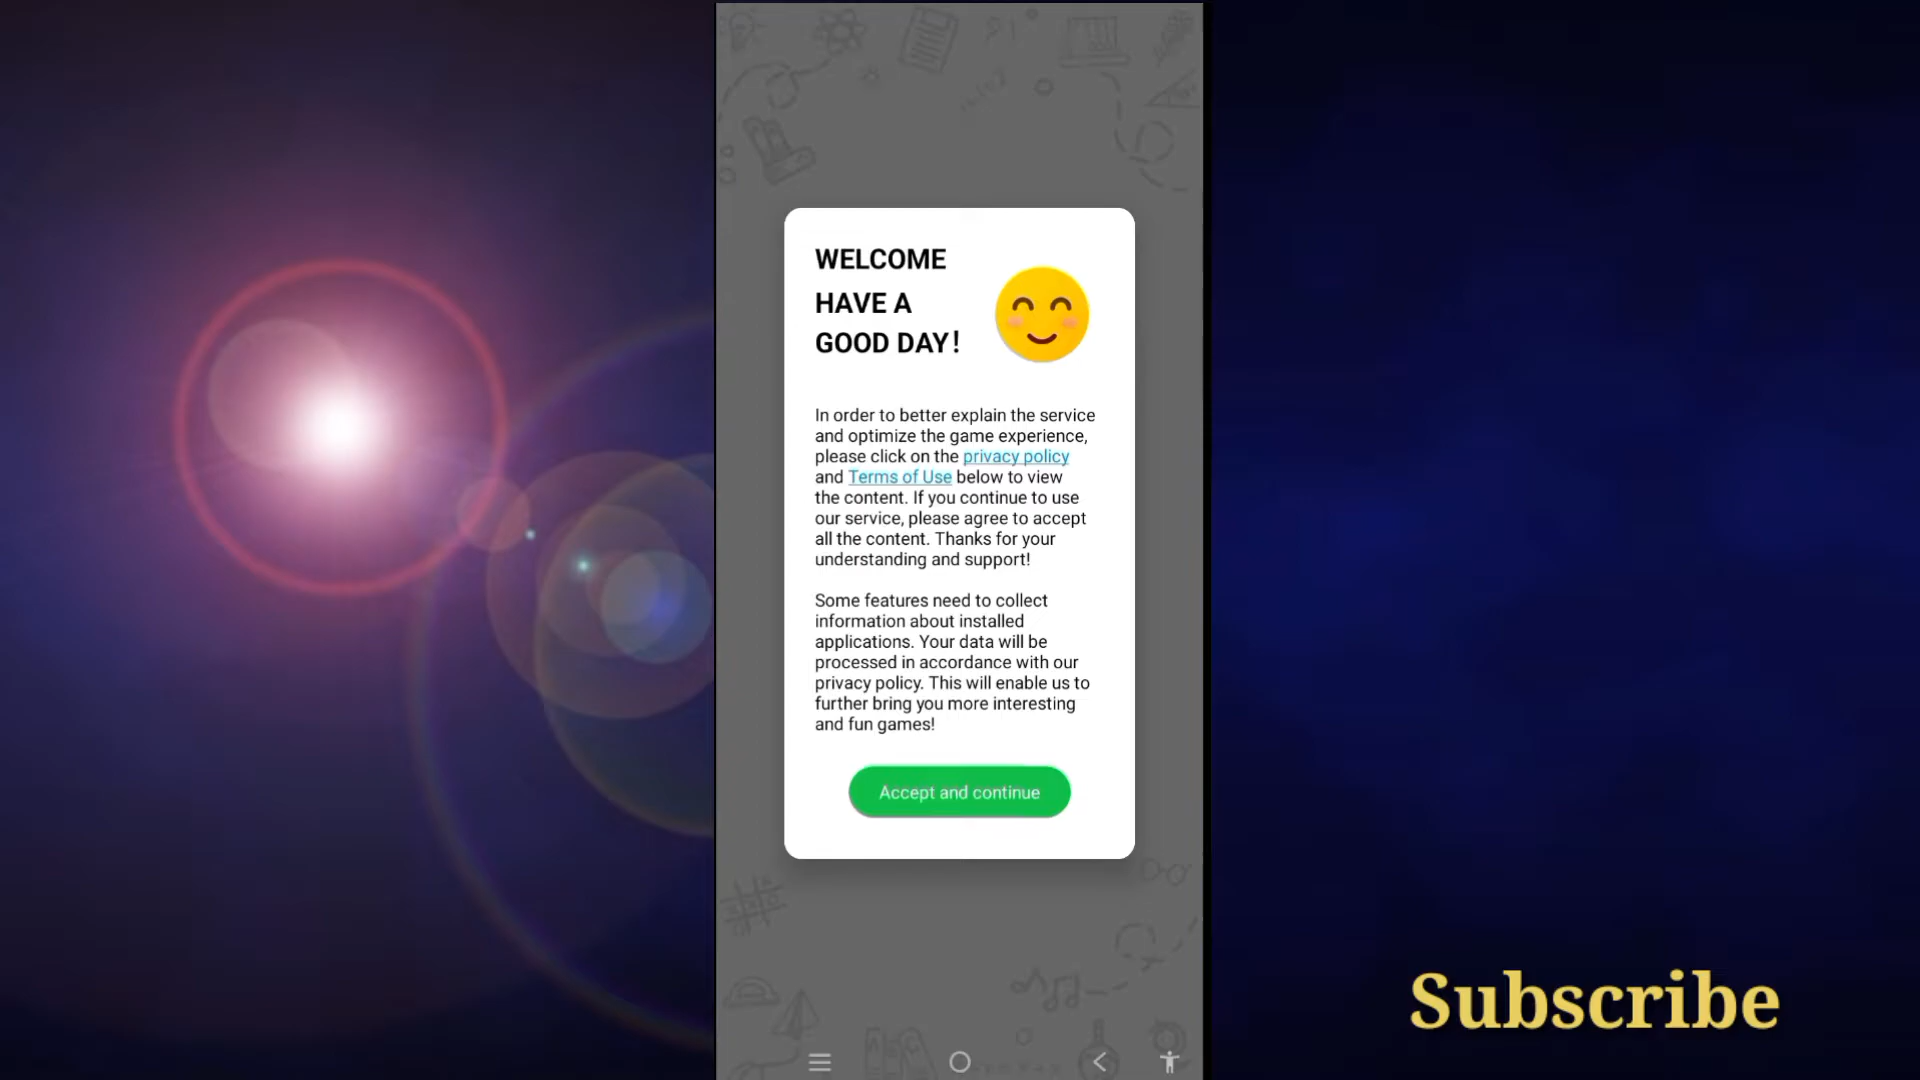 WELCOME
HAVE A
GOOD DAY!
In order to better explain the service
and optimize the game experience,
please click on the privacy policy
and Terms of Use below to view
the content. If you continue to use
our service, please agree to accept
all the content. Thanks for your
understanding and support!
Some features need to collect
information about installed
applications. Your data will be
processed in accordance with our
privacy policy. This will enable us to
further bring you more interesting
and fun games!
Accept and continue
Subscribe